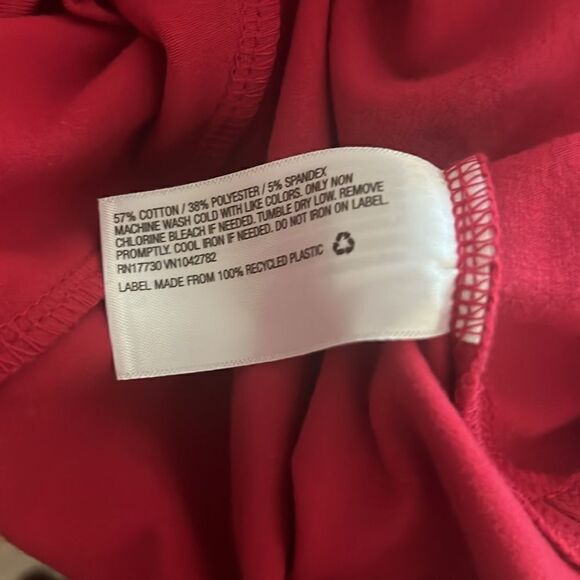 57% COTTON / 38% POLYESTER / 5% SPANDEX
MACHINE WASH COLD WITH LIKE COLORS. ONLY NON
CHLORINE BLEACH IF NEEDED. TUMBLE DRY LOW. REMOVE
PROMPTLY. COOL IRON IF NEEDED. DO NOT IRON ON LABEL.
RN17730 VN1042782
LABEL MADE FROM 100% RECYCLED PLASTIC